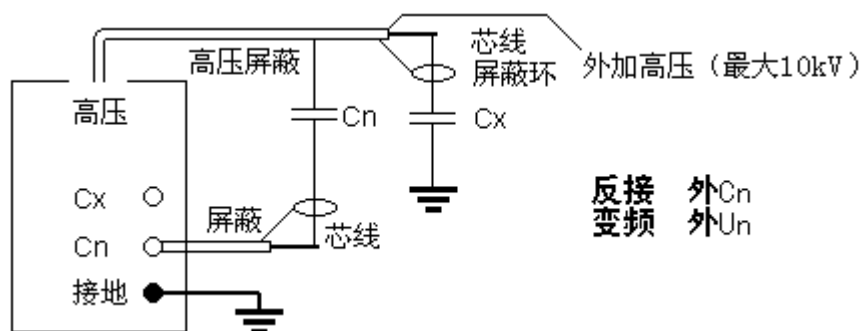 芯线
高压屏蔽
屏蔽环
外加高压（最大10kV）
高压
Cn
Cx
Cx
反接 外Cn
屏蔽
变频 外Un
Cn
芯线
接地